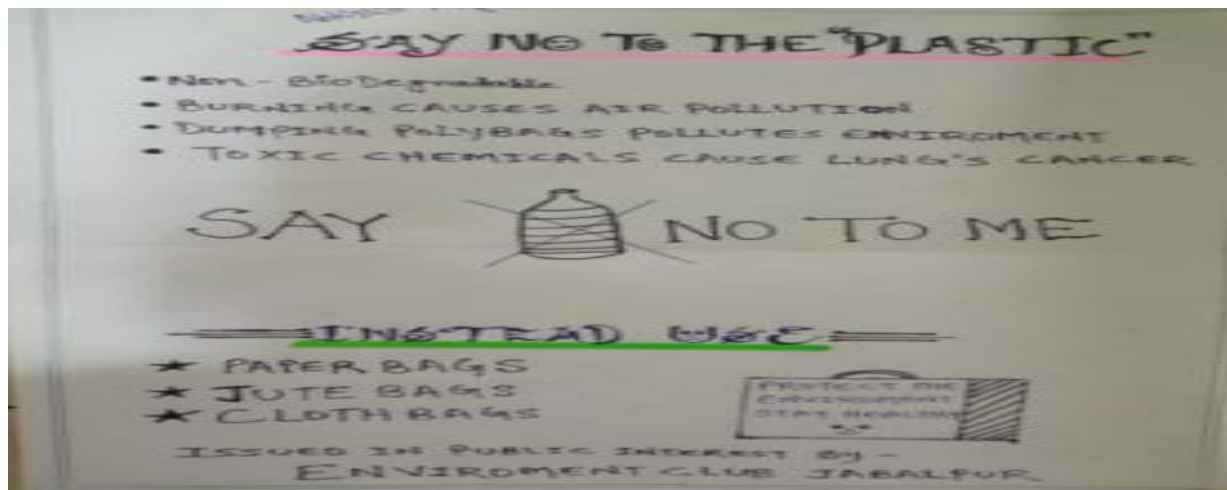 SAY NO TO THE "PLASTIC"
• Non-BioDegradable
• BURNING CAUSES AIR POLLUTION
• DUMPING POLYBAGS POLLUTES ENVIROMENT
• TOXIC CHEMICALS CAUSE LUNG'S CANCER
SAY NO TO ME
INSTEAD USE
★ PAPER BAGS
★ JUTE BAGS
★ CLOTH BAGS
PROTECT THE
ENVIRONMENT
STAY HEALTHY
ISSUED IN PUBLIC INTEREST By -
ENVIROMENT CLUB JABALPUR